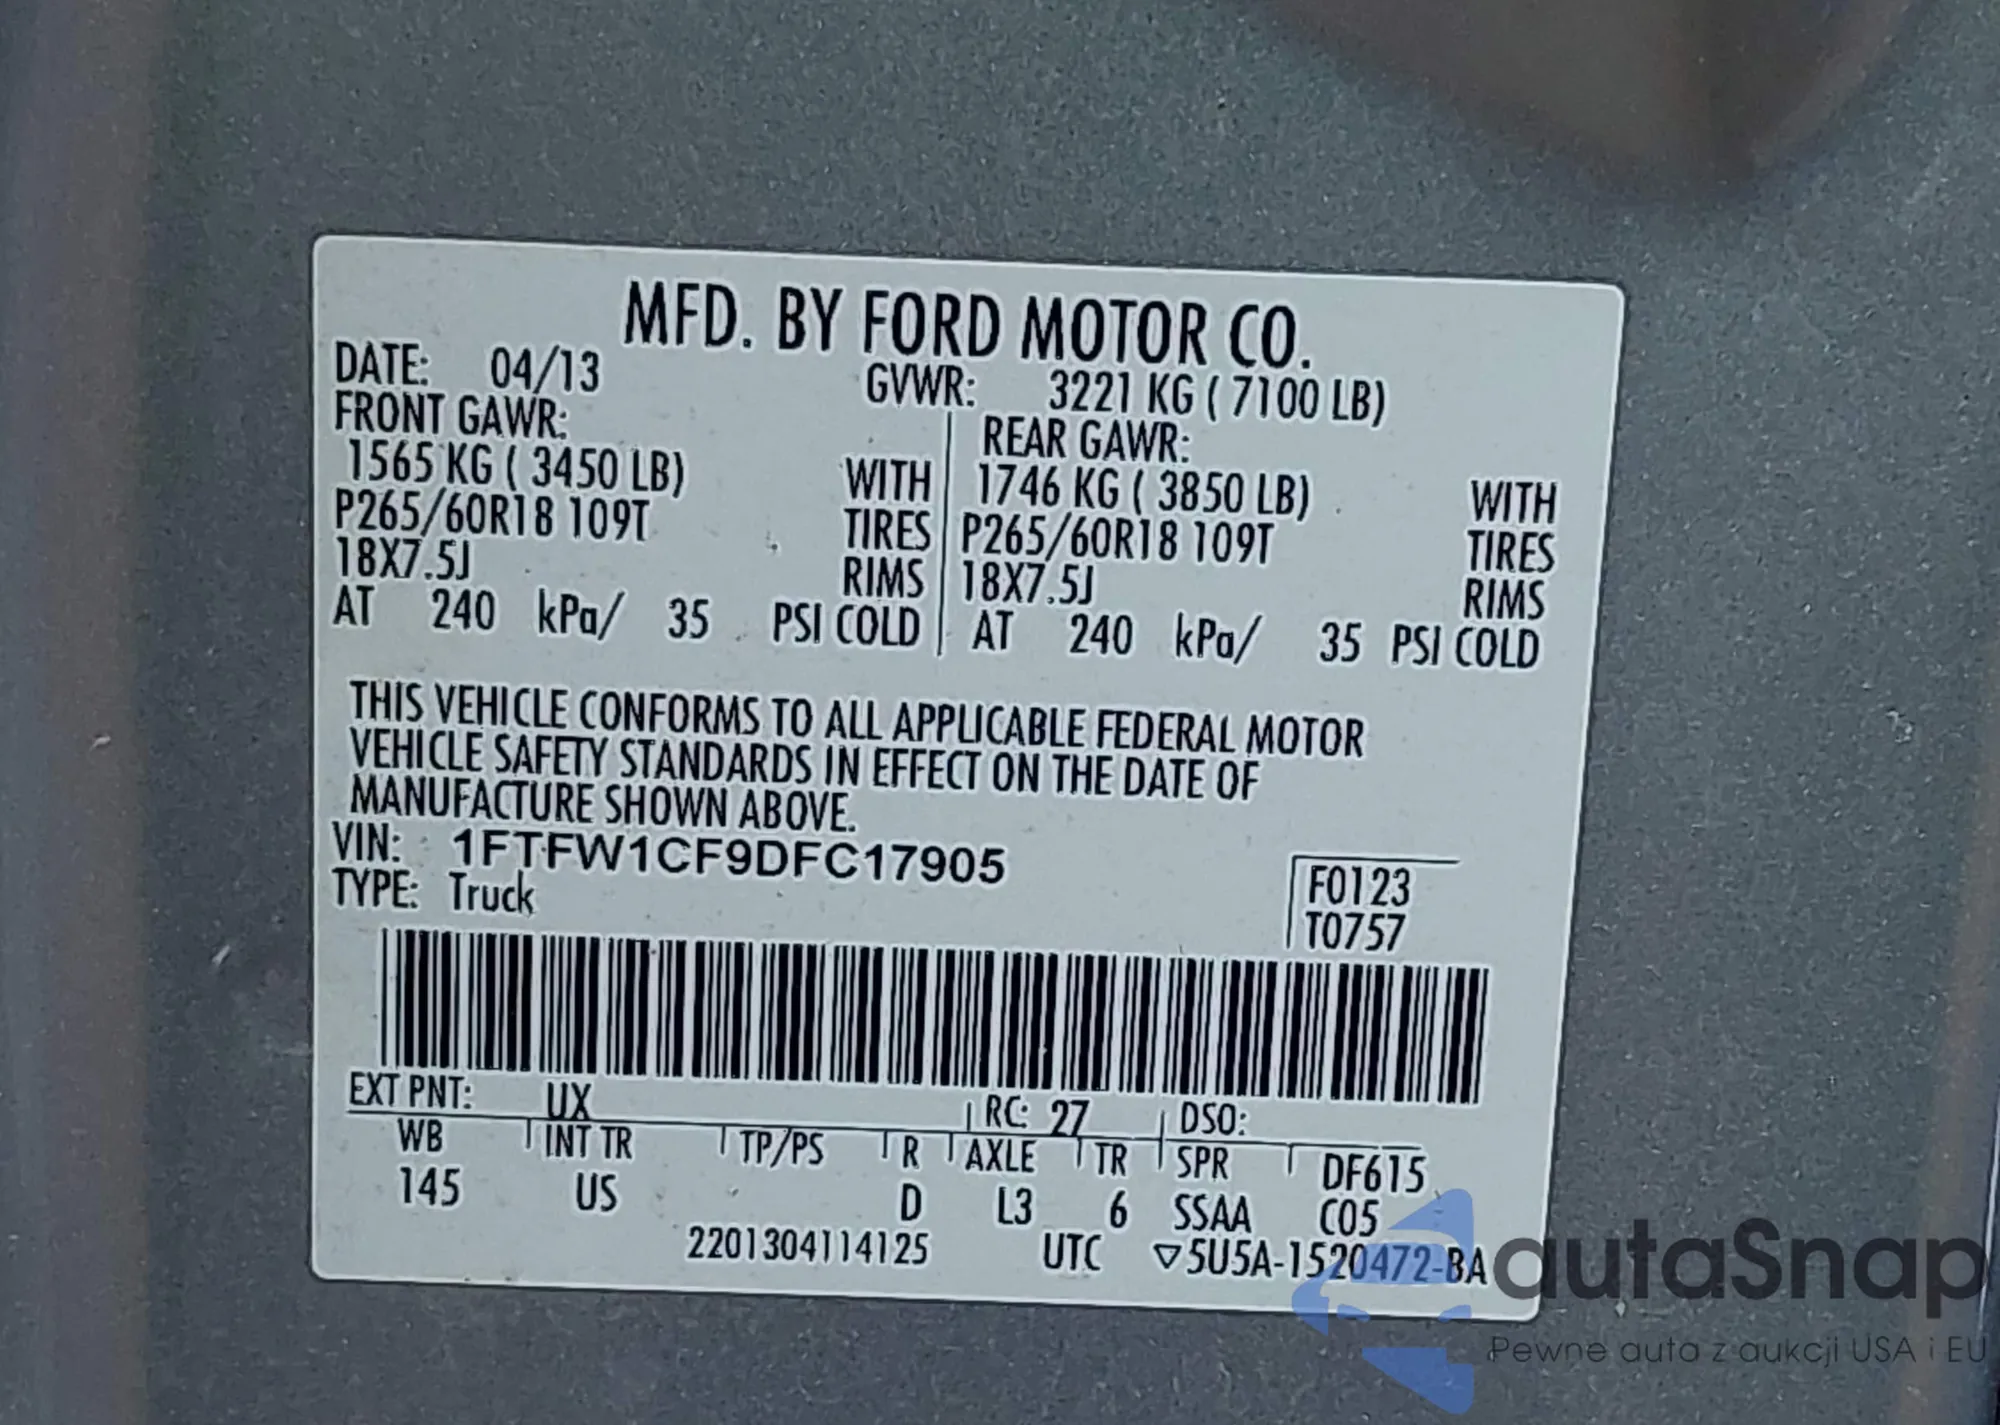 MFD. BY FORD MOTOR CO.
DATE: 04/13 GVWR: 3221 KG ( 7100 LB)
FRONT GAWR: REAR GAWR:
1565 KG ( 3450 LB) WITH 1746 KG ( 3850 LB) WITH
P265/60R18 109T TIRES P265/60R18 109T TIRES
18X7.5J RIMS 18X7.5J RIMS
AT 240 kPa/ 35 PSI COLD AT 240 kPa/ 35 PSI COLD
THIS VEHICLE CONFORMS TO ALL APPLICABLE FEDERAL MOTOR
VEHICLE SAFETY STANDARDS IN EFFECT ON THE DATE OF
MANUFACTURE SHOWN ABOVE.
VIN: 1FTFW1CF9DFC17905
TYPE: Truck
F0123
T0757
EXT PNT: UX RC: 27 DSO:
WB INT TR TP/PS R AXLE TR SPR DF615
145 US D L3 6 SSAA C05
2201304114125 UTC ▽5U5A-1520472-BA
autaSnap
Pewne auta z aukcji USA i EU